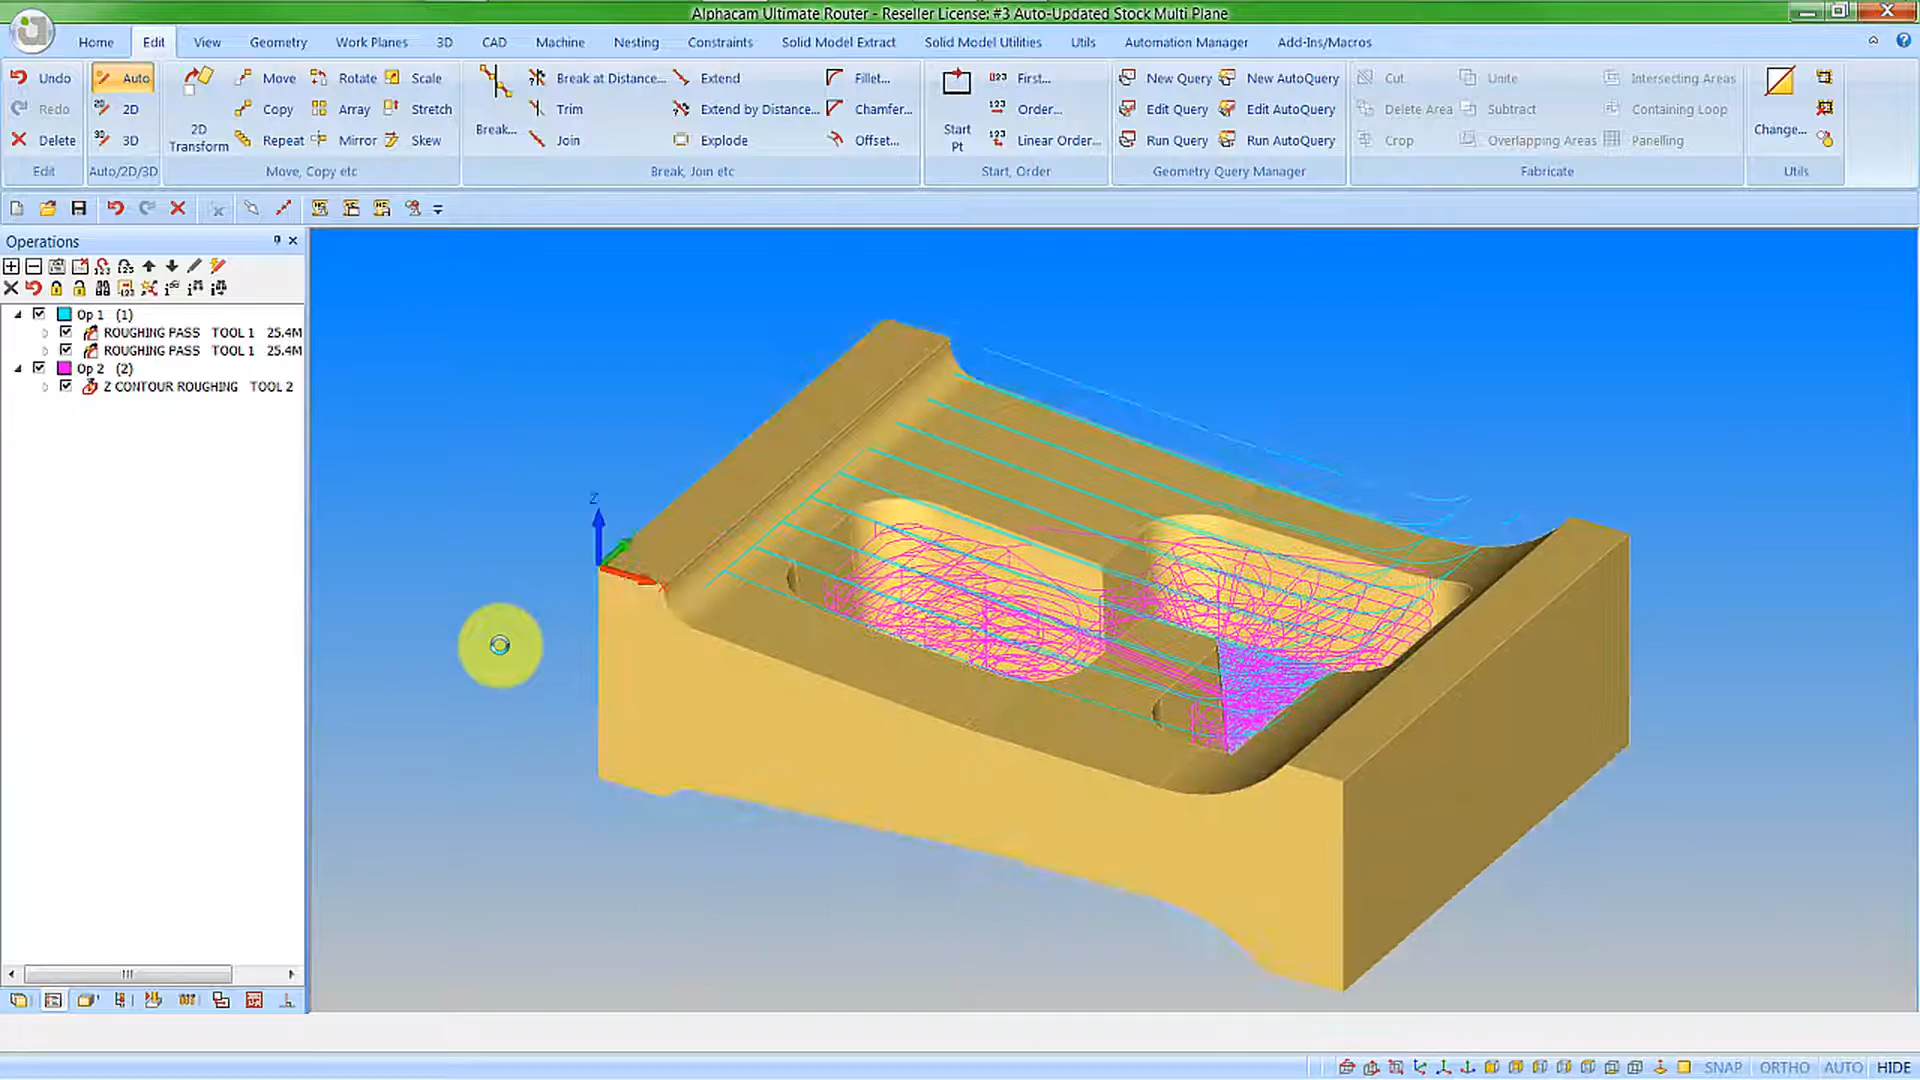 Alphacam Ultimate Router - Reseller License: #3 Auto-Updated Stock Multi Plane
Home Edit View Geometry Work Planes 3D CAD Machine Nesting Constraints Solid Model Extract Solid Model Utilities Utils Automation Manager Add-Ins/Macros
Undo Auto Move Rotate Scale Break at Distance... Extend Fillet... First... New Query New AutoQuery Cut Unite Intersecting Areas
Redo 2D Copy Array Stretch Trim Extend by Distance... Chamfer... Order... Edit Query Edit AutoQuery Delete Area Subtract Containing Loop
2D Transform Break... Start Pt Change...
Delete 3D Repeat Mirror Skew Join Explode Offset... Linear Order... Run Query Run AutoQuery Crop Overlapping Areas Panelling
Edit Auto/2D/3D Move, Copy etc Break, Join etc Start, Order Geometry Query Manager Fabricate Utils
Operations
Op 1 (1)
ROUGHING PASS TOOL 1 25.4M
ROUGHING PASS TOOL 1 25.4M
Op 2 (2)
Z CONTOUR ROUGHING TOOL 2
Z
X
SNAP ORTHO AUTO HIDE